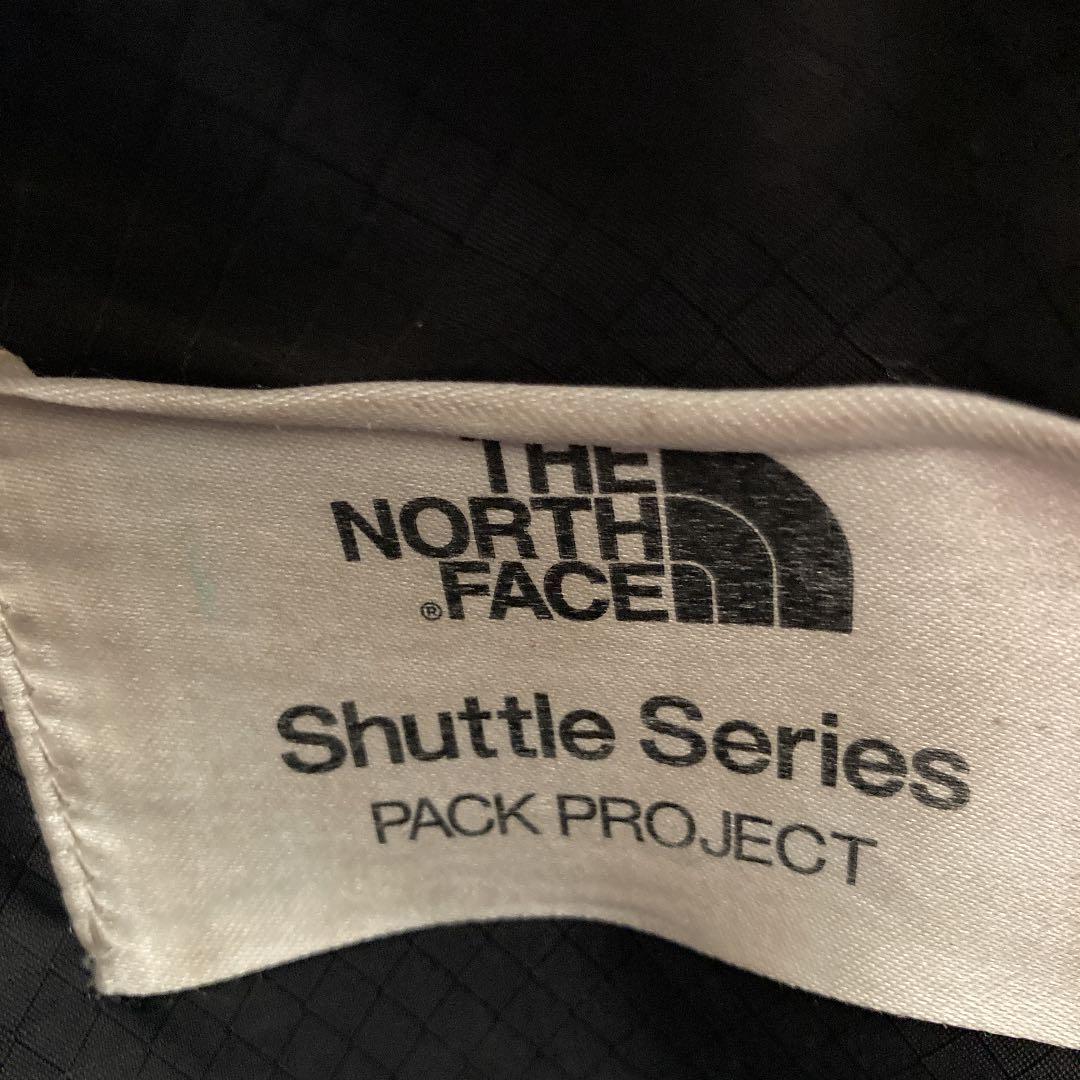 THE
NORTH
®FACE
Shuttle Series
PACK PROJECT